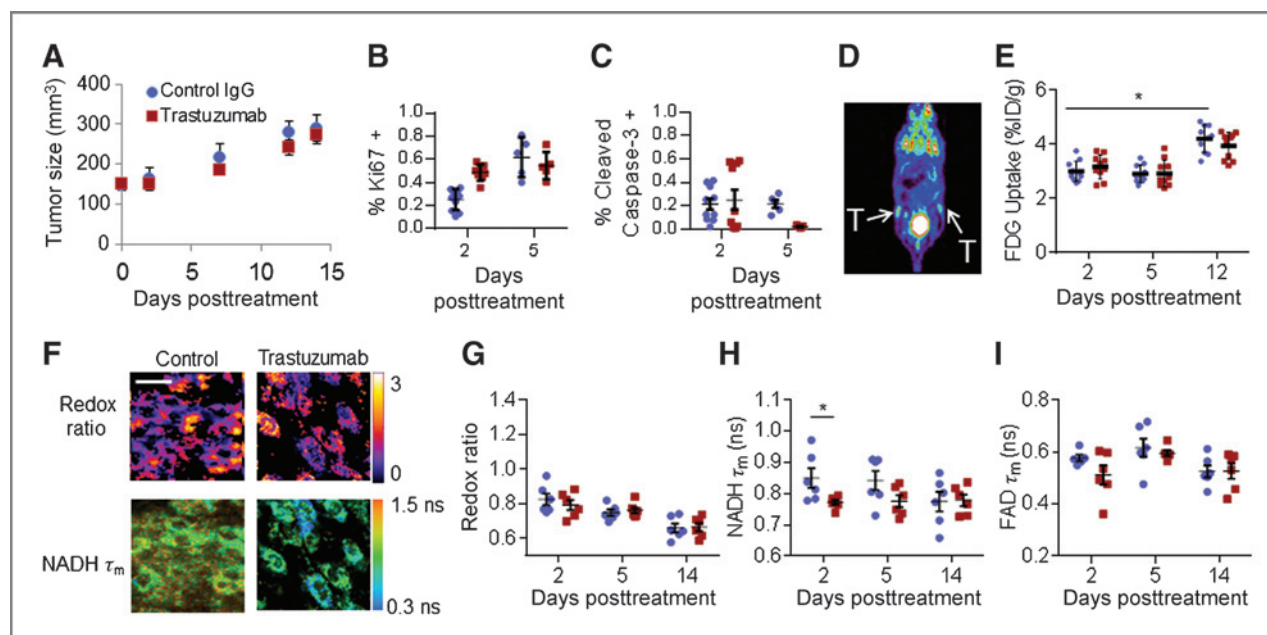 A
Tumor size (mm³)
400
300
200
100
0
0
5
10
15
Days posttreatment
Control IgG
Trastuzumab
B
% Ki67 +
1.0
0.8
0.6
0.4
0.2
0
2
5
Days
posttreatment
C
% Cleaved
Caspase-3 +
1.0
0.8
0.6
0.4
0.2
0.0
2
5
Days
posttreatment
D
T
T
E
FDG Uptake (%ID/g)
6
4
2
0
*
2
5
12
Days posttreatment
F
Control
Trastuzumab
Redox
ratio
3
0
NADH τm
1.5 ns
0.3 ns
G
Redox ratio
1.4
1.2
1.0
0.8
0.6
2
5
14
Days posttreatment
H
NADH τm (ns)
1.1
1.0
0.9
0.8
0.7
0.6
*
2
5
14
Days posttreatment
I
FAD τm (ns)
1.0
0.8
0.6
0.4
0.2
2
5
14
Days posttreatment